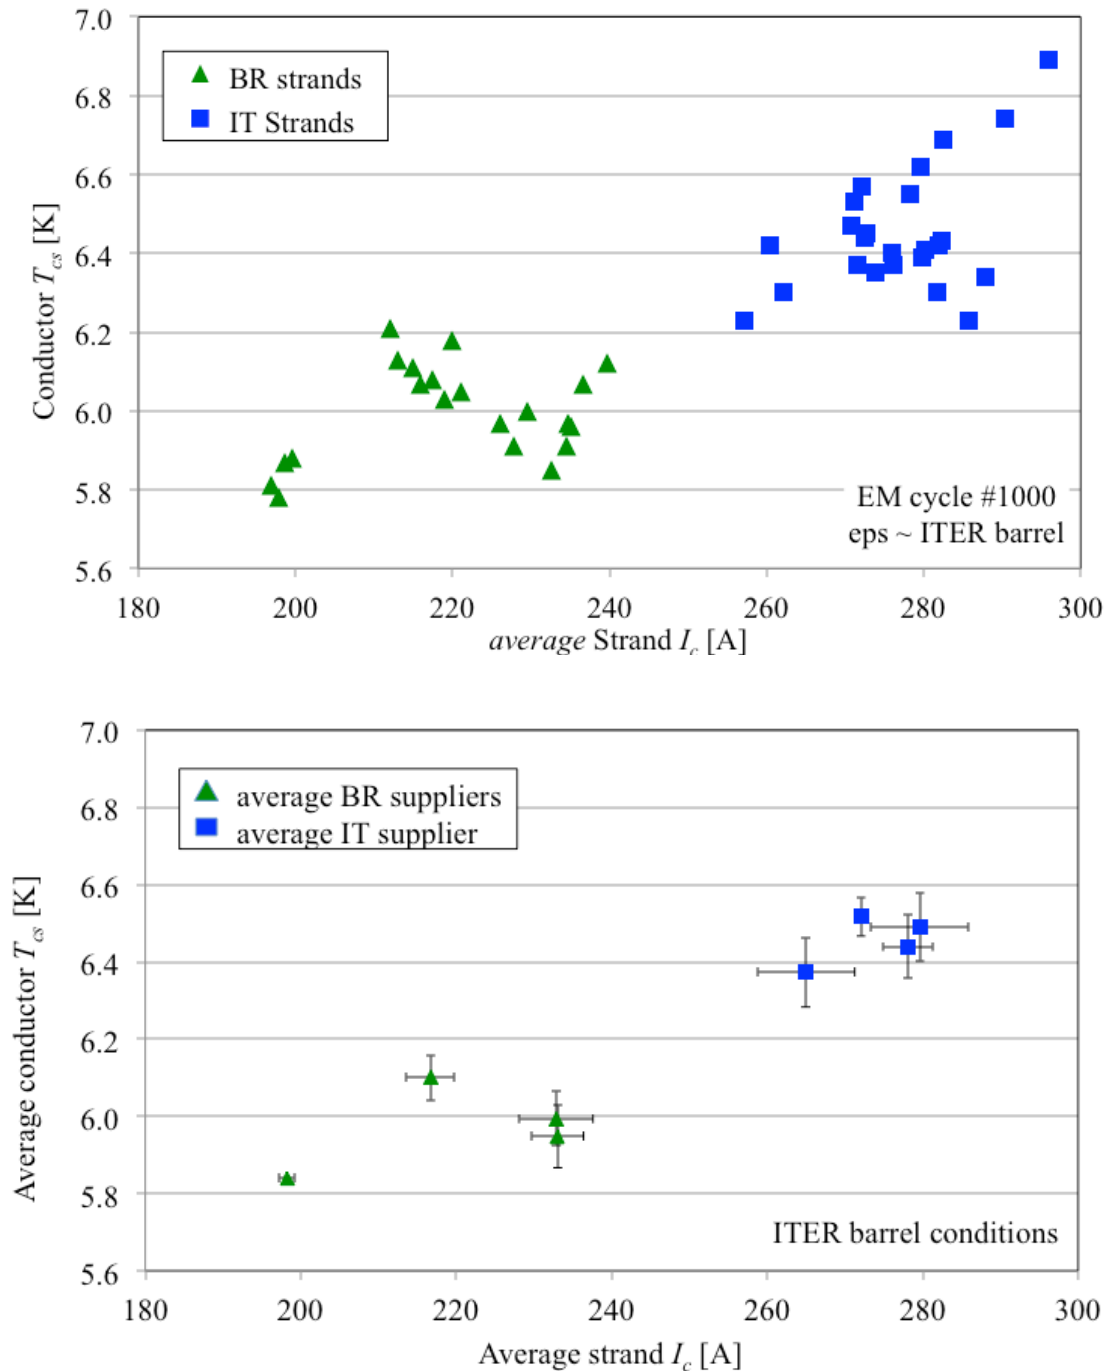 7.0
6.8
6.6
6.4
6.2
6.0
5.8
5.6
Conductor Tcs [K]
BR strands
IT Strands
EM cycle #1000
eps ~ ITER barrel
180 200 220 240 260 280 300
average Strand Ic [A]
7.0
6.8
6.6
6.4
6.2
6.0
5.8
5.6
Average conductor Tcs [K]
average BR suppliers
average IT supplier
ITER barrel conditions
180 200 220 240 260 280 300
Average strand Ic [A]